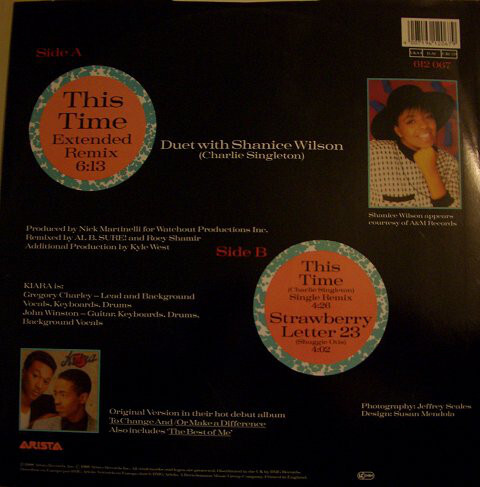 612 067
Side A
This
Time
Extended
Remix
6:13
Duet with Shanice Wilson
(Charlie Singleton)
Shanice Wilson appears
courtesy of A&M Records
Produced by Nick Martinelli for Watchout Productions Inc.
Remixed by AL B. SURE! and Roey Shamir
Additional Production by Kyle West
Side B
This
Time
(Charlie Singleton)
Single Remix
4:26
Strawberry
Letter 23
(Shuggie Otis)
4:02
KIARA is:
Gregory Charley – Lead and Background
Vocals, Keyboards, Drums
John Winston – Guitar, Keyboards, Drums,
Background Vocals
Kiara
Original Version in their hot debut album
'To Change And/Or Make a Difference
Also includes 'The Best of Me'
Photography: Jeffrey Scales
Design: Susan Mendola
ARISTA